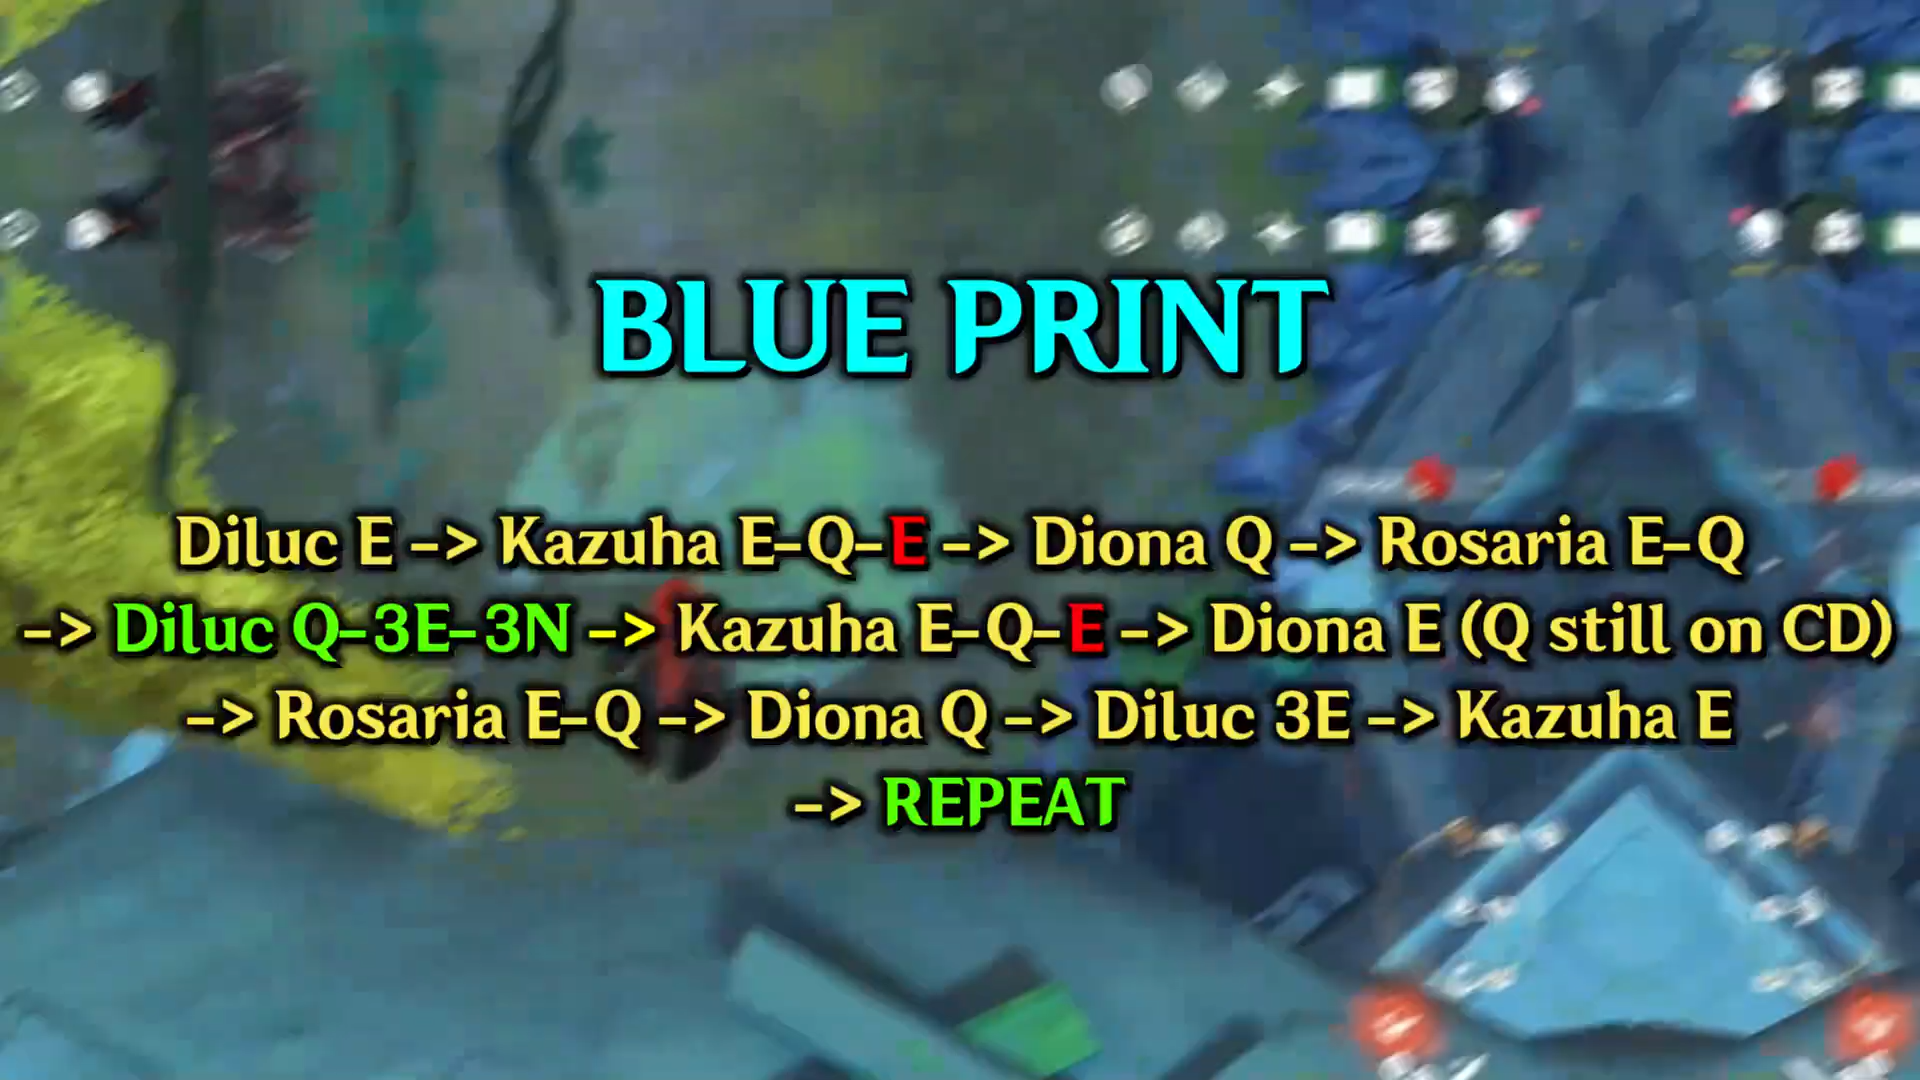 BLUE PRINT
Diluc E -> Kazuha E-Q-E -> Diona Q -> Rosaria E-Q
-> Diluc Q-3E-3N -> Kazuha E-Q-E -> Diona E (Q still on CD)
-> Rosaria E-Q -> Diona Q -> Diluc 3E -> Kazuha E
-> REPEAT